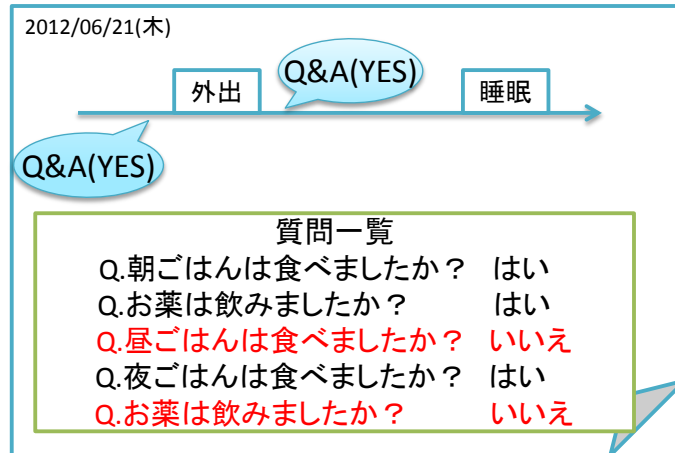 2012/06/21(木)
Q&A(YES)
外出
睡眠
Q&A(YES)
質問一覧
Q.朝ごはんは食べましたか？ はい
Q.お薬は飲みましたか？ はい
Q.昼ごはんは食べましたか？ いいえ
Q.夜ごはんは食べましたか？ はい
Q.お薬は飲みましたか？ いいえ